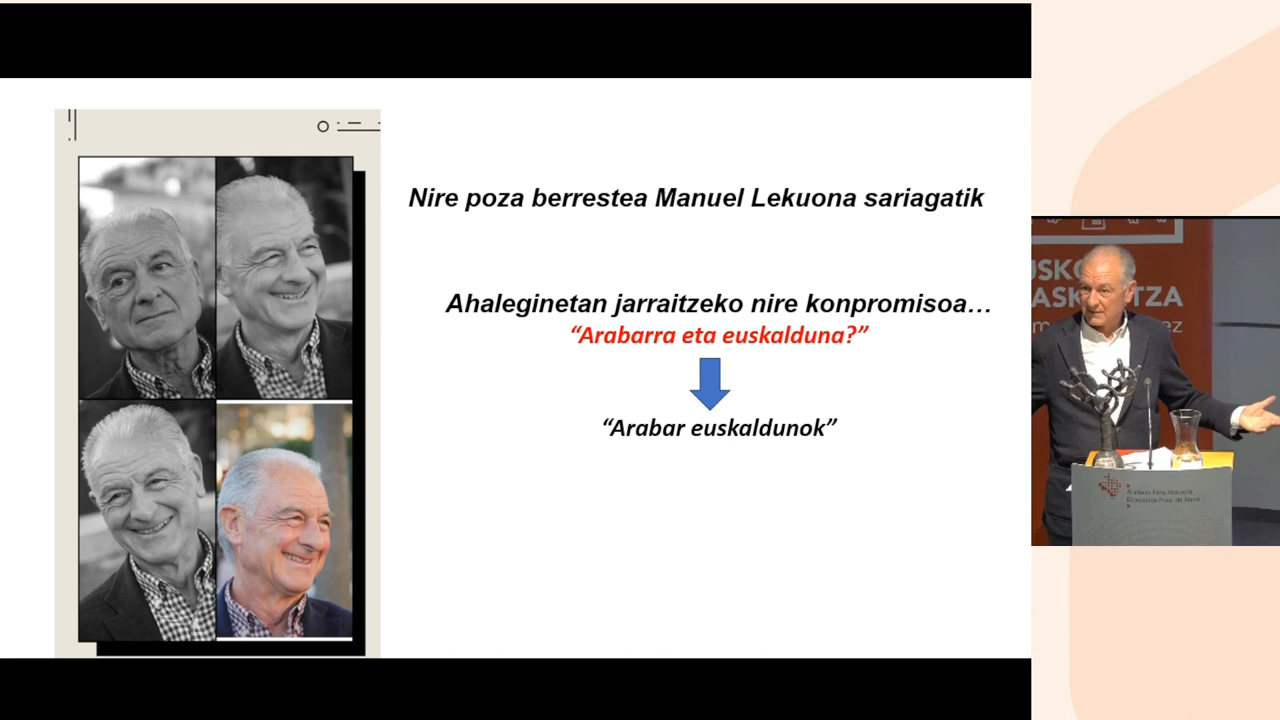 Nire poza berrestea Manuel Lekuona sariagatik
Ahaleginetan jarraitzeko nire konpromisoa…
“Arabarra eta euskalduna?”
“Arabar euskaldunok”